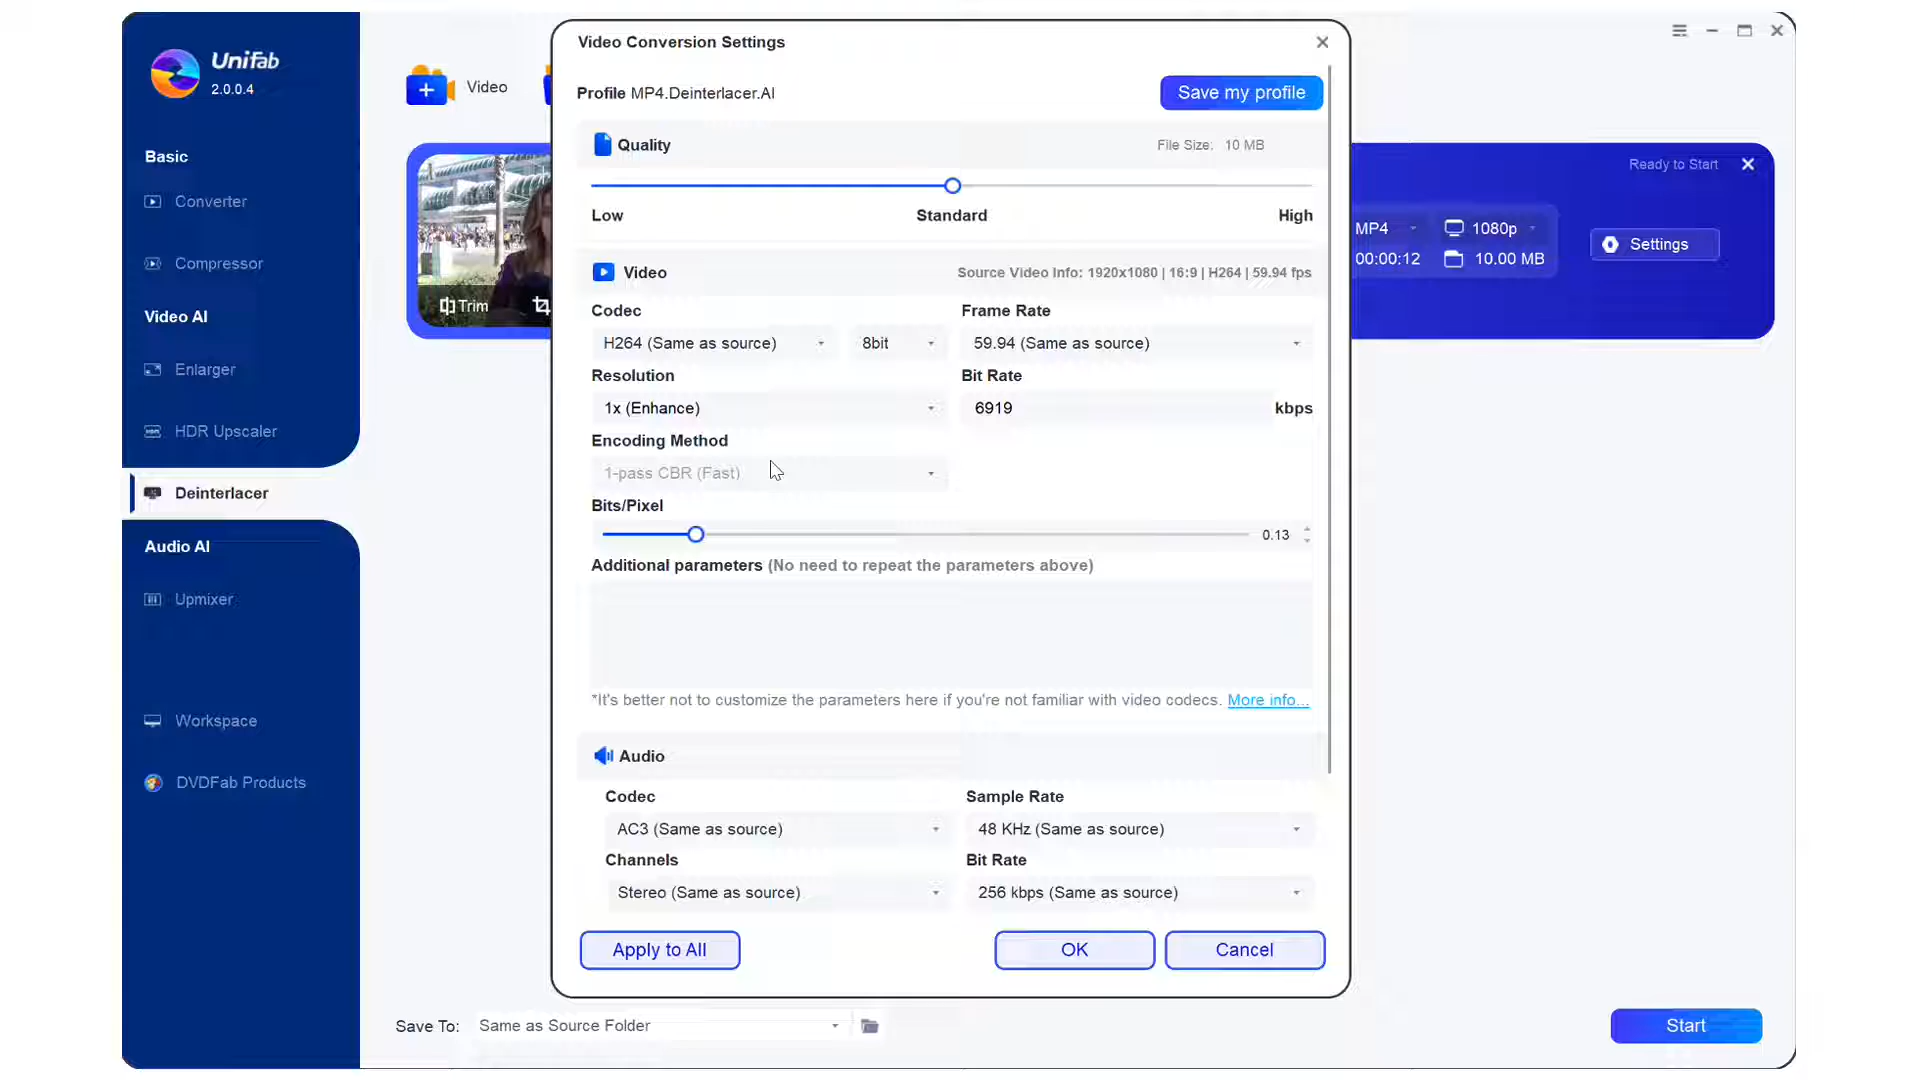 UniFab
2.0.0.4
Basic
Converter
Compressor
Video AI
Enlarger
HDR Upscaler
Deinterlacer
Audio AI
Upmixer
Workspace
DVDFab Products
Video
Trim
Video Conversion Settings
Profile MP4.Deinterlacer.AI
Save my profile
Quality
File Size: 10 MB
Low Standard High
Video
Source Video Info: 1920x1080 | 16:9 | H264 | 59.94 fps
Codec
Frame Rate
H264 (Same as source)
8bit
59.94 (Same as source)
Resolution
Bit Rate
1x (Enhance)
6919 kbps
Encoding Method
1-pass CBR (Fast)
Bits/Pixel
0.13
Additional parameters (No need to repeat the parameters above)
*It's better not to customize the parameters here if you're not familiar with video codecs. More info...
Audio
Codec
Sample Rate
AC3 (Same as source)
48 KHz (Same as source)
Channels
Bit Rate
Stereo (Same as source)
256 kbps (Same as source)
Apply to All
OK
Cancel
Ready to Start
MP4
1080p
00:00:12
10.00 MB
Settings
Save To: Same as Source Folder
Start